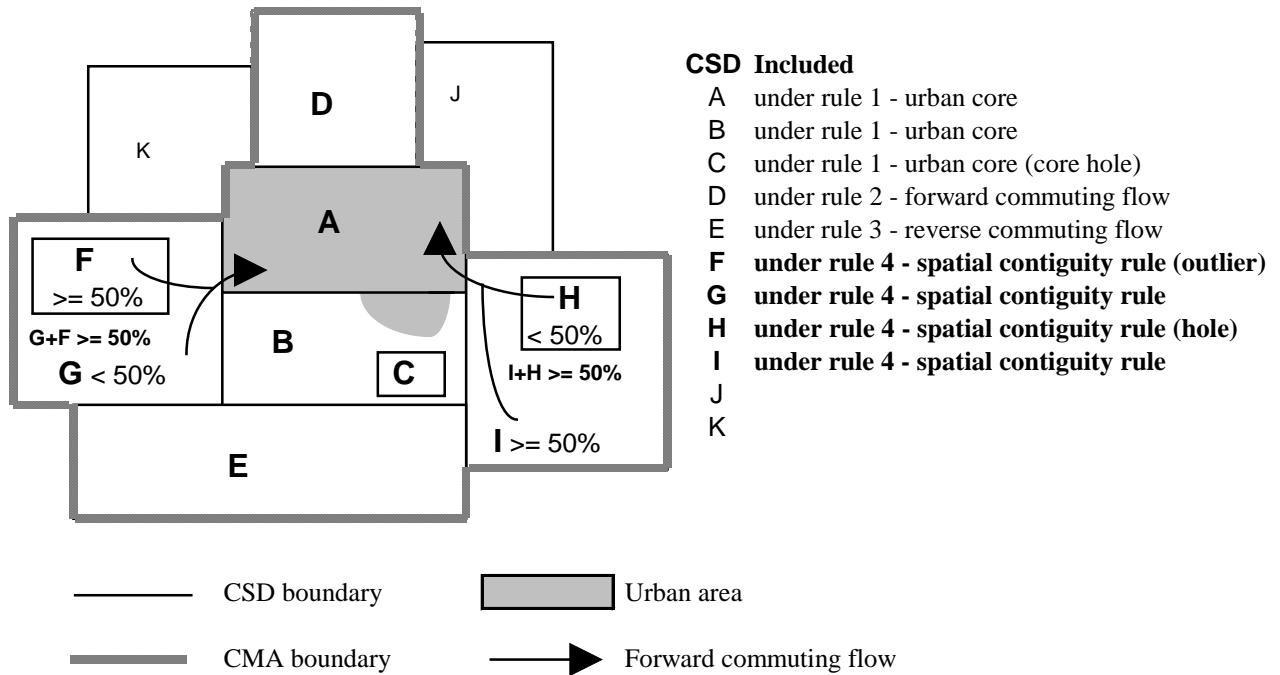 D
J
K
A
F
>= 50%
G+F >= 50%
G < 50%
B
C
H
< 50%
I+H >= 50%
I >= 50%
E
CSD Included
A under rule 1 - urban core
B under rule 1 - urban core
C under rule 1 - urban core (core hole)
D under rule 2 - forward commuting flow
E under rule 3 - reverse commuting flow
F under rule 4 - spatial contiguity rule (outlier)
G under rule 4 - spatial contiguity rule
H under rule 4 - spatial contiguity rule (hole)
I under rule 4 - spatial contiguity rule
J
K
CSD boundary
Urban area
CMA boundary
Forward commuting flow